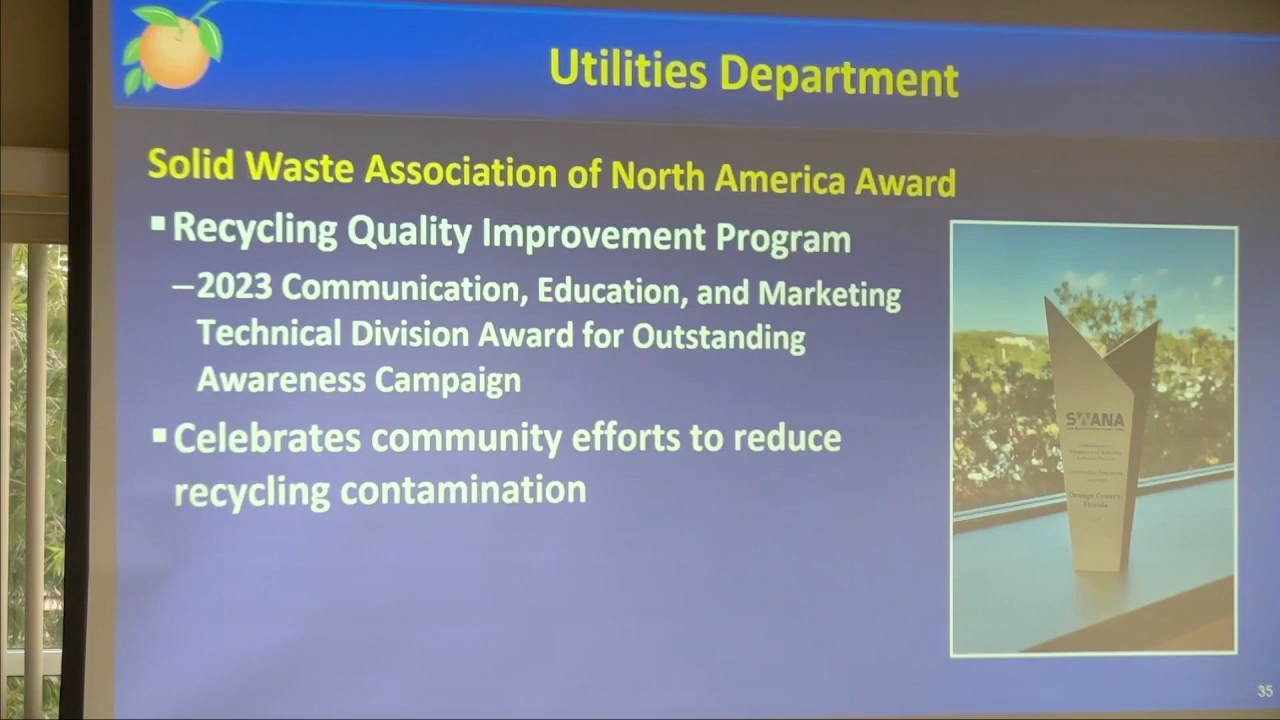 Utilities Department
Solid Waste Association of North America Award
▪ Recycling Quality Improvement Program
–2023 Communication, Education, and Marketing
Technical Division Award for Outstanding
Awareness Campaign
▪ Celebrates community efforts to reduce
recycling contamination
SWANA
Orange County,
Florida
35